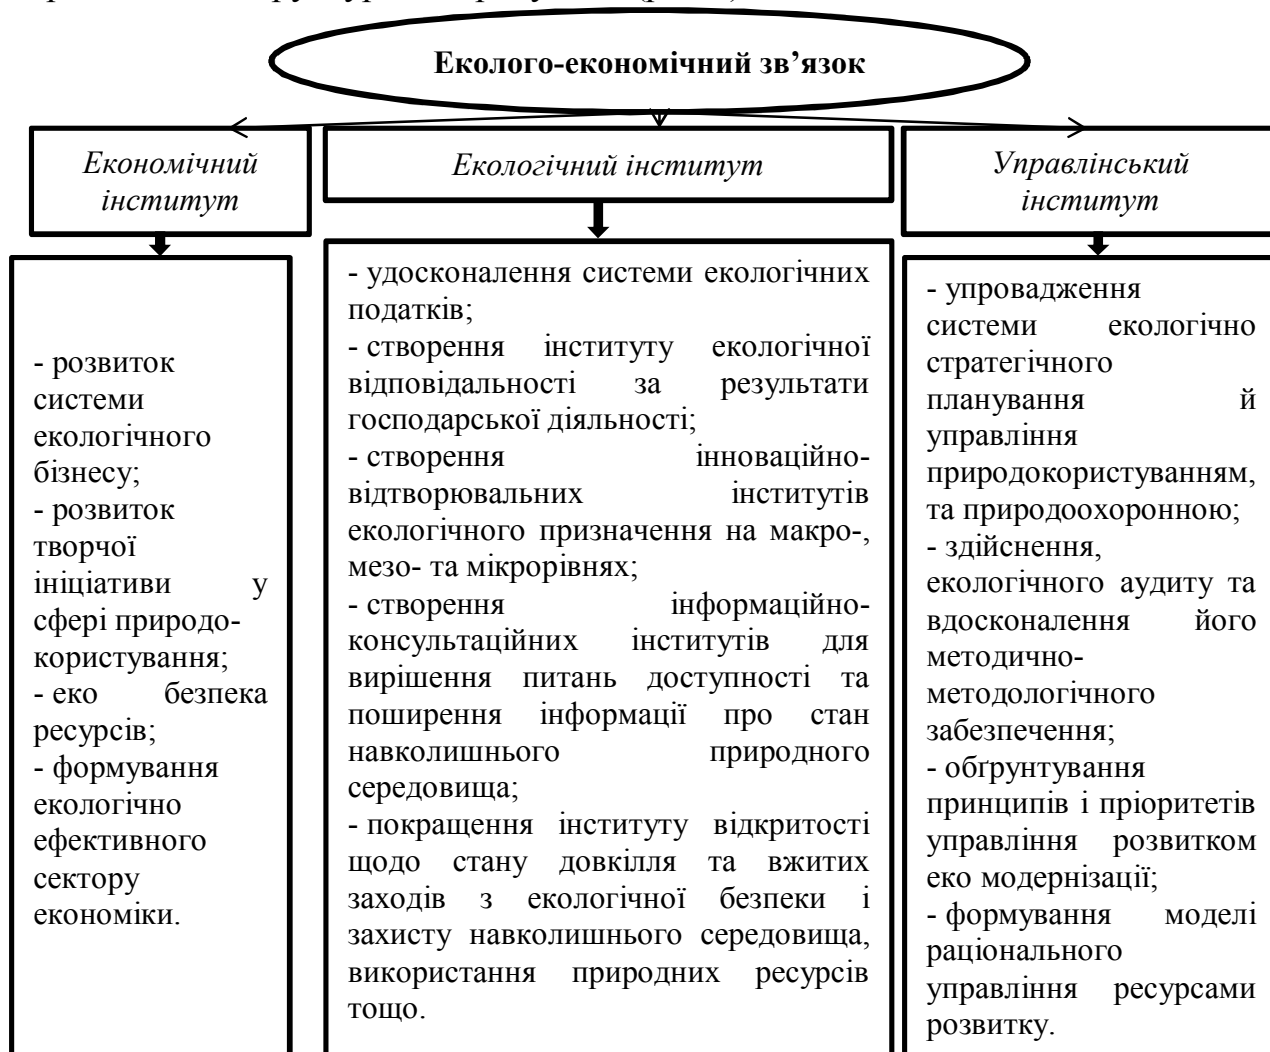 Еколого-економічний зв’язок
Економічний
інститут
Екологічний інститут
Управлінський
інститут
- розвиток
системи
екологічного
бізнесу;
- розвиток
творчої
ініціативи у
сфері природо-
користування;
- еко безпека
ресурсів;
- формування
екологічно
ефективного
сектору
економіки.
- удосконалення системи екологічних
податків;
- створення інституту екологічної
відповідальності за результати
господарської діяльності;
- створення інноваційно-
відтворювальних інститутів
екологічного призначення на макро-,
мезо- та мікрорівнях;
- створення інформаційно-
консультаційних інститутів для
вирішення питань доступності та
поширення інформації про стан
навколишнього природного
середовища;
- покращення інституту відкритості
щодо стану довкілля та вжитих
заходів з екологічної безпеки і
захисту навколишнього середовища,
використання природних ресурсів
тощо.
- упровадження
системи екологічно
стратегічного
планування й
управління
природокористуванням,
та природоохоронною;
- здійснення,
екологічного аудиту та
вдосконалення його
методично-
методологічного
забезпечення;
- обґрунтування
принципів і пріоритетів
управління розвитком
еко модернізації;
- формування моделі
раціонального
управління ресурсами
розвитку.